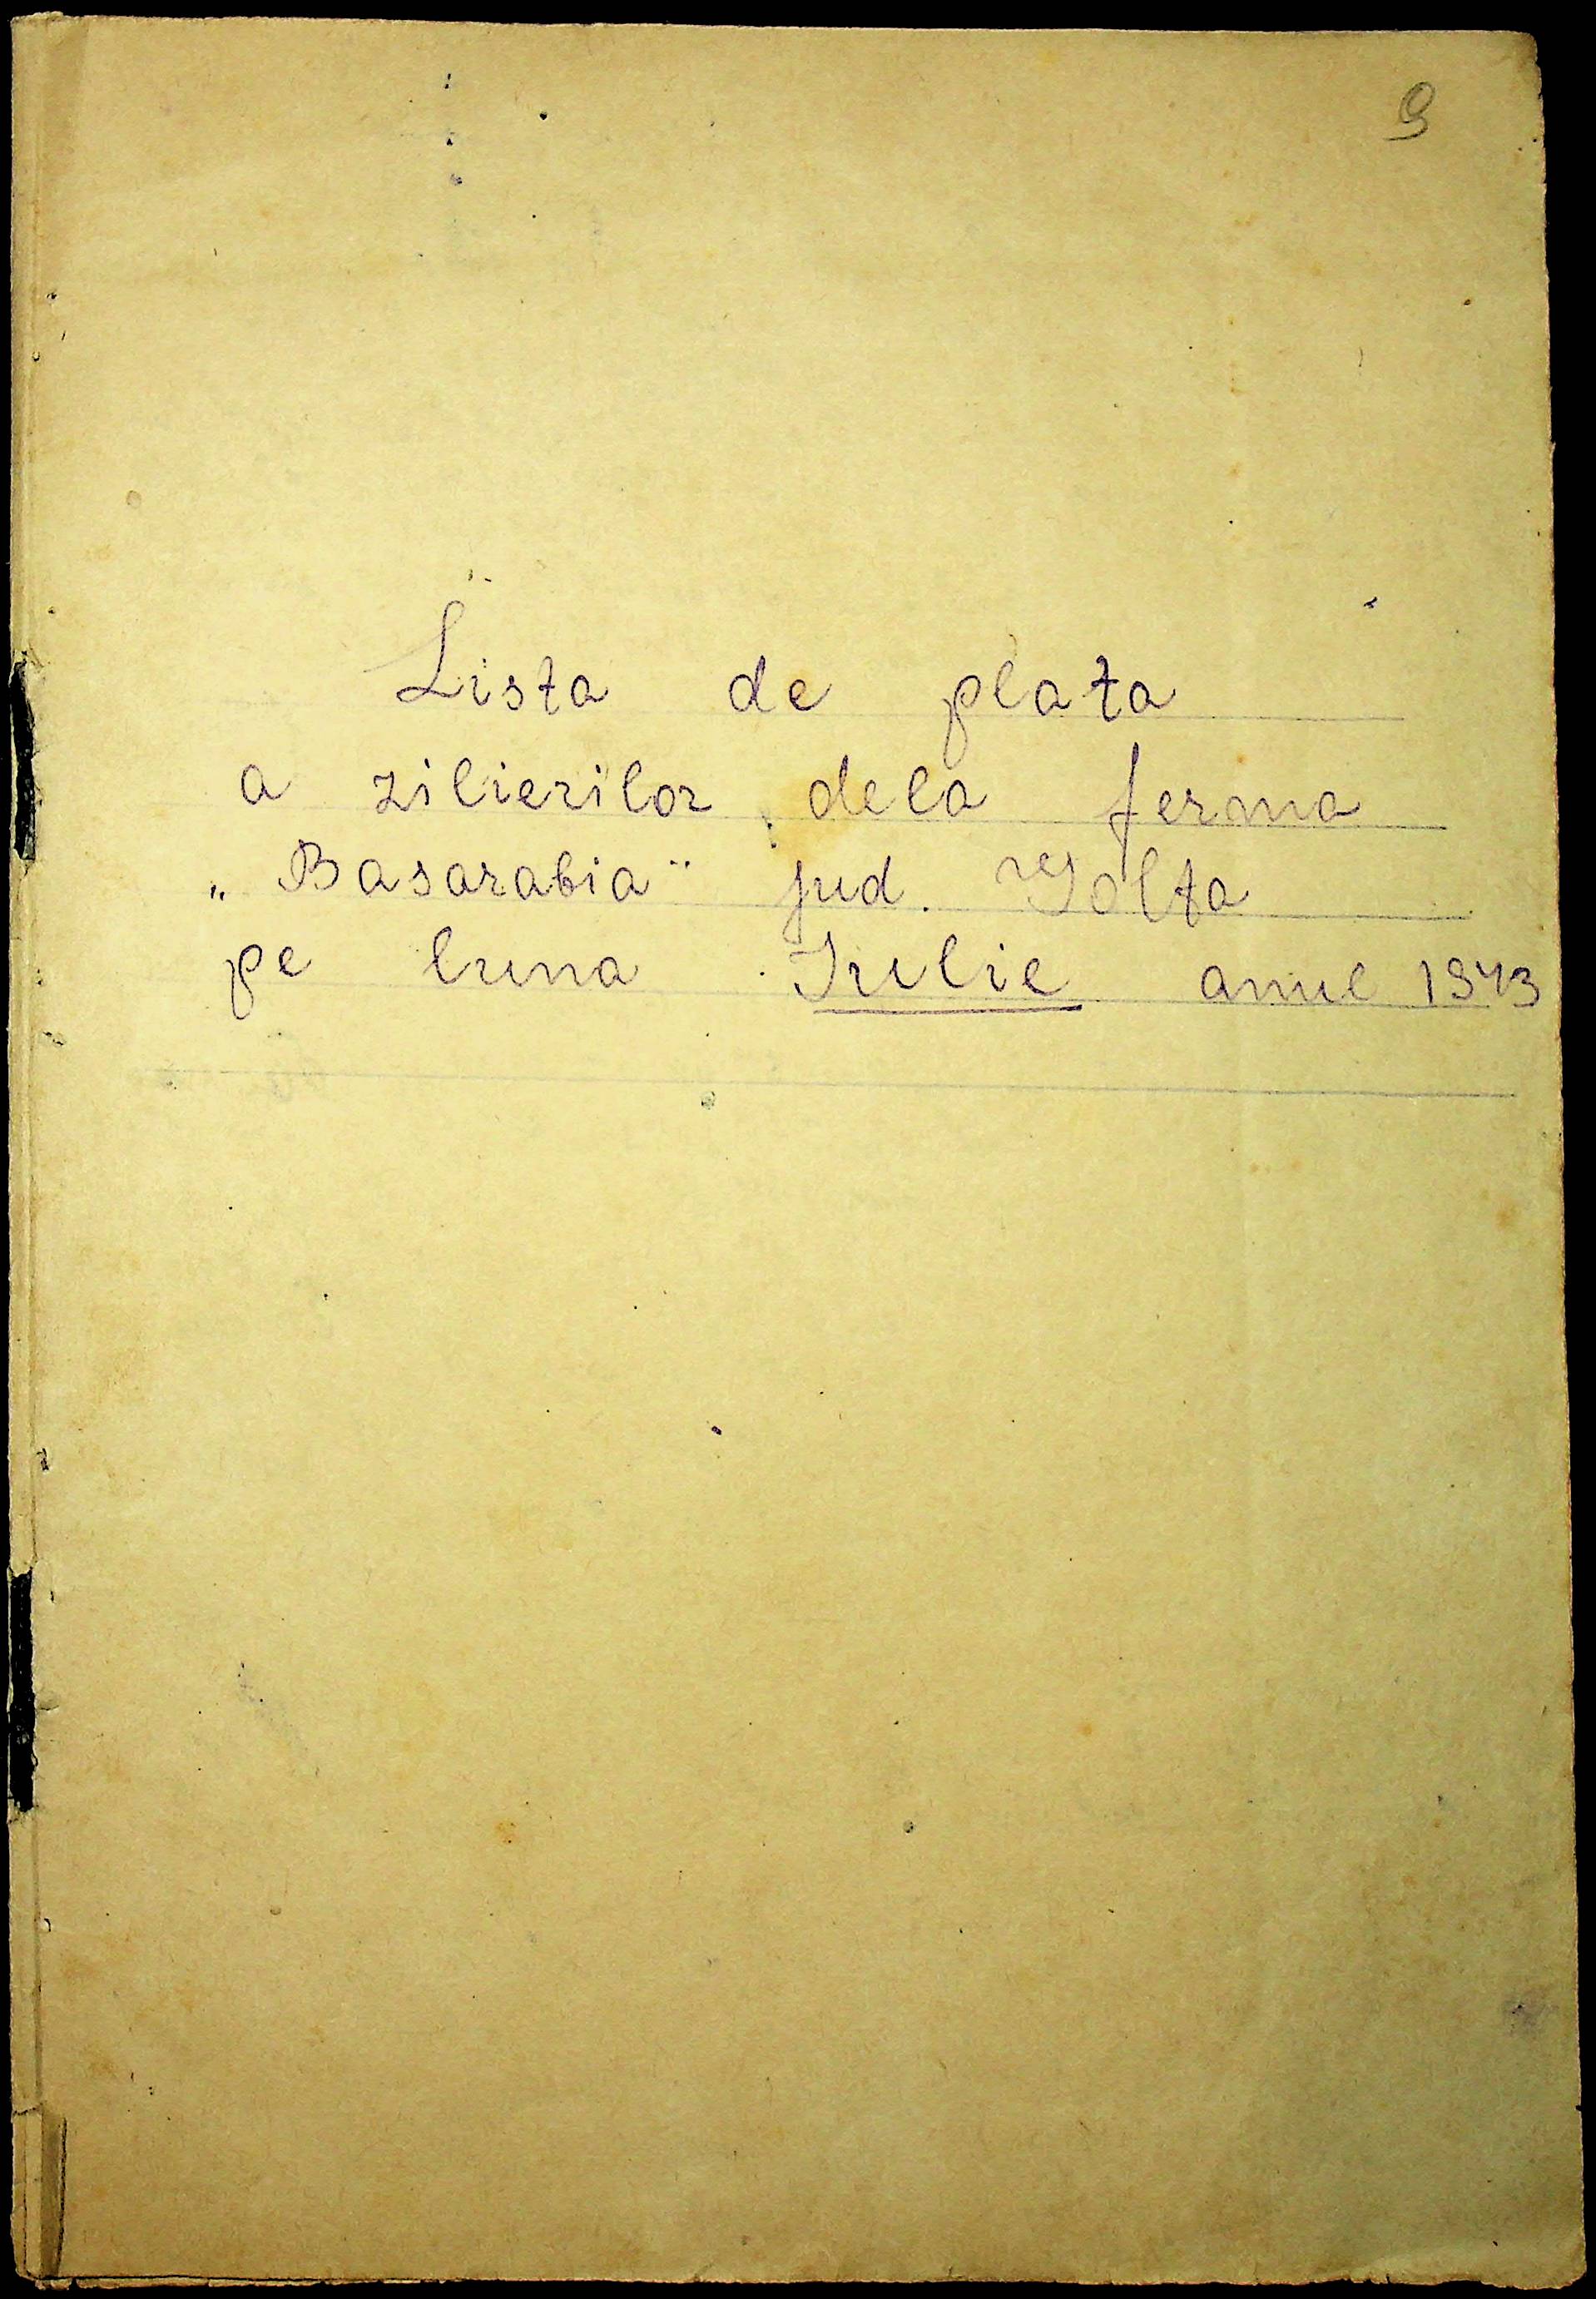 9
Lista de plata
a zilierilor dela ferma
„Basarabia" jud. Golta
pe luna Iulie anul 1943